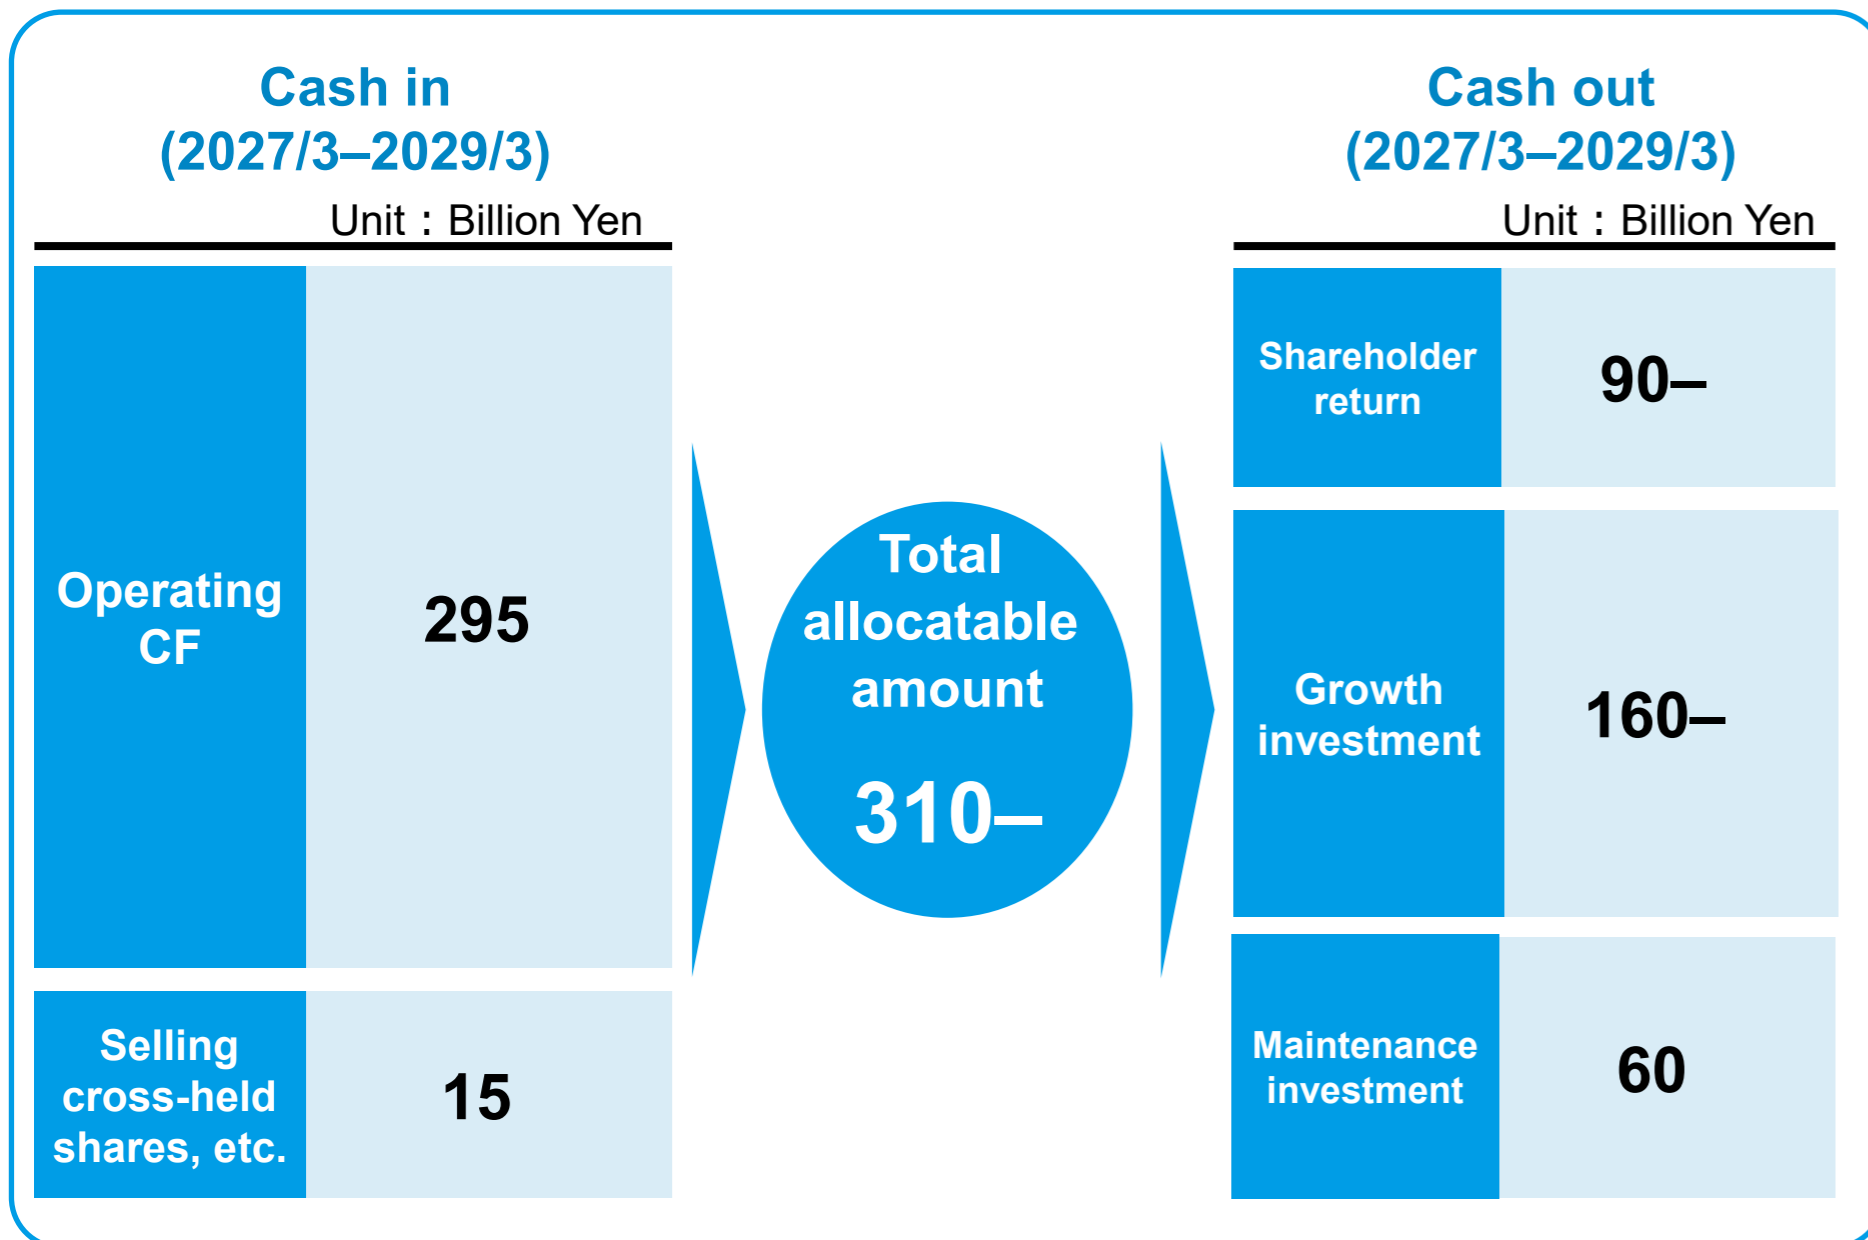 Cash in
(2027/3–2029/3)
Unit：Billion Yen
Operating
CF
295
Selling
cross-held
shares, etc.
15
Total
allocatable
amount
310–
Cash out
(2027/3–2029/3)
Unit：Billion Yen
Shareholder
return
90–
Growth
investment
160–
Maintenance
investment
60